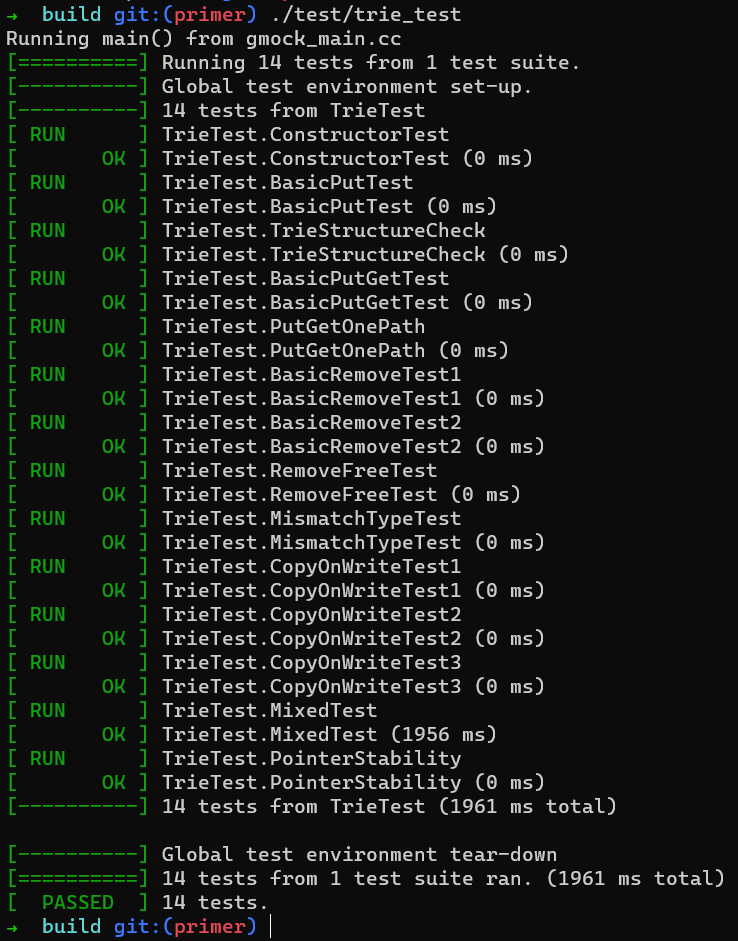 →  build git:(primer) ./test/trie_test
Running main() from gmock_main.cc
[==========] Running 14 tests from 1 test suite.
[----------] Global test environment set-up.
[----------] 14 tests from TrieTest
[ RUN      ] TrieTest.ConstructorTest
[       OK ] TrieTest.ConstructorTest (0 ms)
[ RUN      ] TrieTest.BasicPutTest
[       OK ] TrieTest.BasicPutTest (0 ms)
[ RUN      ] TrieTest.TrieStructureCheck
[       OK ] TrieTest.TrieStructureCheck (0 ms)
[ RUN      ] TrieTest.BasicPutGetTest
[       OK ] TrieTest.BasicPutGetTest (0 ms)
[ RUN      ] TrieTest.PutGetOnePath
[       OK ] TrieTest.PutGetOnePath (0 ms)
[ RUN      ] TrieTest.BasicRemoveTest1
[       OK ] TrieTest.BasicRemoveTest1 (0 ms)
[ RUN      ] TrieTest.BasicRemoveTest2
[       OK ] TrieTest.BasicRemoveTest2 (0 ms)
[ RUN      ] TrieTest.RemoveFreeTest
[       OK ] TrieTest.RemoveFreeTest (0 ms)
[ RUN      ] TrieTest.MismatchTypeTest
[       OK ] TrieTest.MismatchTypeTest (0 ms)
[ RUN      ] TrieTest.CopyOnWriteTest1
[       OK ] TrieTest.CopyOnWriteTest1 (0 ms)
[ RUN      ] TrieTest.CopyOnWriteTest2
[       OK ] TrieTest.CopyOnWriteTest2 (0 ms)
[ RUN      ] TrieTest.CopyOnWriteTest3
[       OK ] TrieTest.CopyOnWriteTest3 (0 ms)
[ RUN      ] TrieTest.MixedTest
[       OK ] TrieTest.MixedTest (1956 ms)
[ RUN      ] TrieTest.PointerStability
[       OK ] TrieTest.PointerStability (0 ms)
[----------] 14 tests from TrieTest (1961 ms total)

[----------] Global test environment tear-down
[==========] 14 tests from 1 test suite ran. (1961 ms total)
[  PASSED  ] 14 tests.
→  build git:(primer)